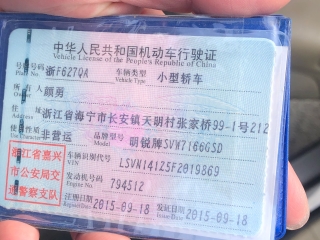 中华人民共和国机动车行驶证
Vehicle License of the People's Republic of China
号牌号码 浙F627QA 车辆类型 小型轿车
Plate No. Vehicle Type
所有人 颜勇
住址 浙江省海宁市长安镇天明村张家桥99-1号212
使用性质 非营运 品牌型号 明锐牌SVW7166GSD
浙江省嘉兴 车辆识别代号 LSVNY4125F2019869
市公安局交 VIN
通警察支队 发动机号码 794512
Engine No.
注册日期 2015-09-18 发证日期 2015-09-18
Register Date Issue Date